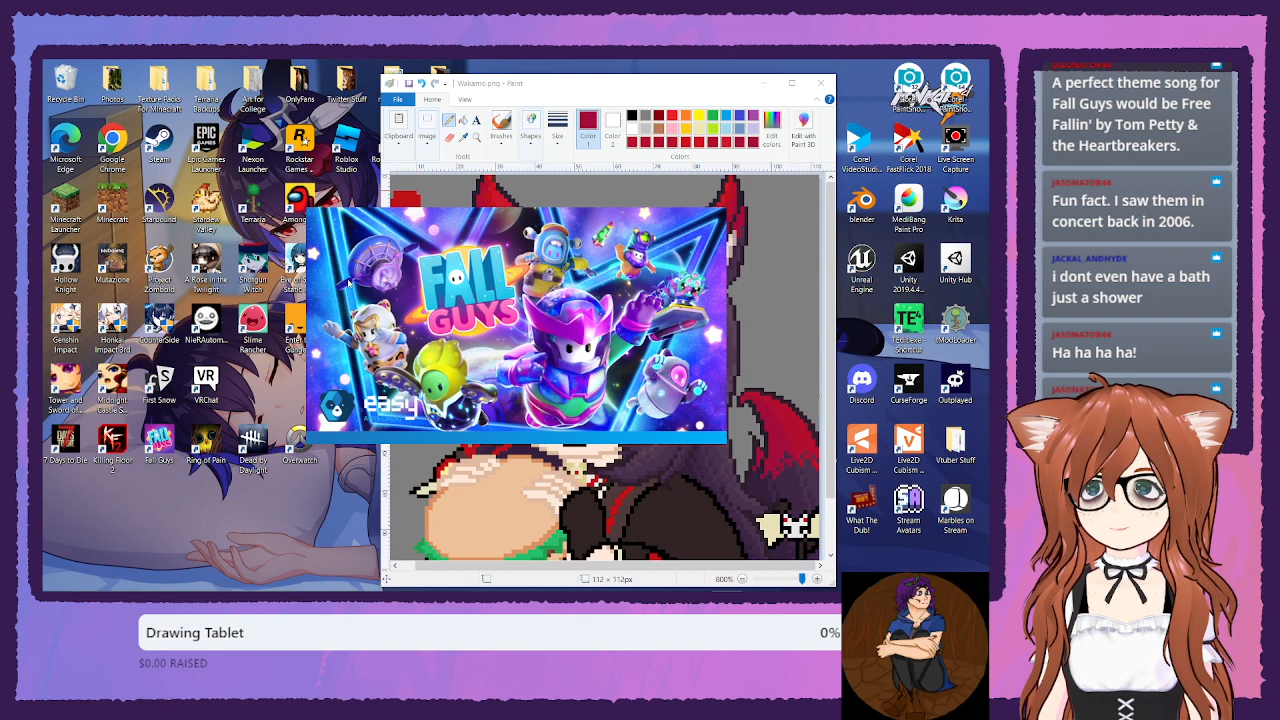 Wakamo.png - Paint
File
Home
View
Clipboard
Image
Tools
Brushes
Shapes
Size
Color
1
Color
2
Edit
colors
Edit with
Paint 3D
Colors
Recycle Bin
Photos
Texture Packs
For Minecraft
Terraria
Art for
OnlyFans
TwitterStuff
Microsoft
Edge
Google
Chrome
Steam
Epic Games
Launcher
Nexon
Launcher
Rockstar
Games ...
Roblox
Studio
Minecraft
Launcher
Minecraft
Starbound
Stardew
Valley
Terraria
Among
Hollow
Knight
Mutazione
Project
Zomboid
A Rose in the
Twilight
Shotgun
Witch
Static
Genshin
Impact
Honkai
Impact 3rd
CounterSide
NieRAutom...
Slime
Rancher
Tower and
Sword of...
First Snow
VRChat
7 Days to Die
Killing Floor
2
Fall Guys
Ring of Pain
Dead by
Daylight
Overwatch
FALL
GUYS
easy
112 × 112px
800%
Corel
VideoStudi...
Corel
FastFlick 2018
Live Screen
blender
MediBang
Paint Pro
Krita
Unreal
Engine
Unity
2019.4.4...
Unity Hub
Shortcut
tModLoader
Discord
CurseForge
Outplayed
Live2D
Cubism ...
Live2D
Cubism ...
Vtuber Stuff
What The
Dub!
Stream
Avatars
Marbles on
Stream
A perfect theme song for
Fall Guys would be Free
Fallin' by Tom Petty &
the Heartbreakers.
JASONATOR44
Fun fact. I saw them in
concert back in 2006.
JACKAL_ANDHYDE
i dont even have a bath
just a shower
JASONATOR44
Ha ha ha ha!
Drawing Tablet
0%
$0.00 RAISED